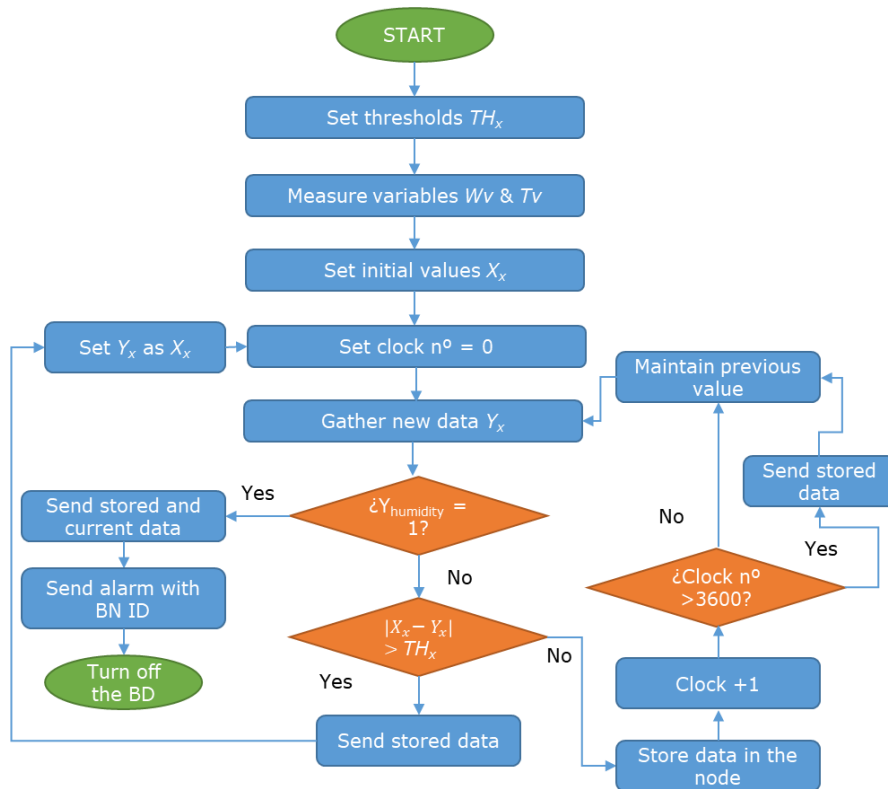 START
Set thresholds THx
Measure variables Wv & Tv
Set initial values Xx
Set Yx as Xx
Set clock nº = 0
Maintain previous
value
Gather new data Yx
Send stored
data
Yes
Send stored and
current data
¿Yhumidity =
1?
No
Yes
Send alarm with
BN ID
No
¿Clock nº
>3600?
|Xx − Yx|
> THx
No
Turn off
the BD
Yes
Clock +1
Send stored data
Store data in the
node